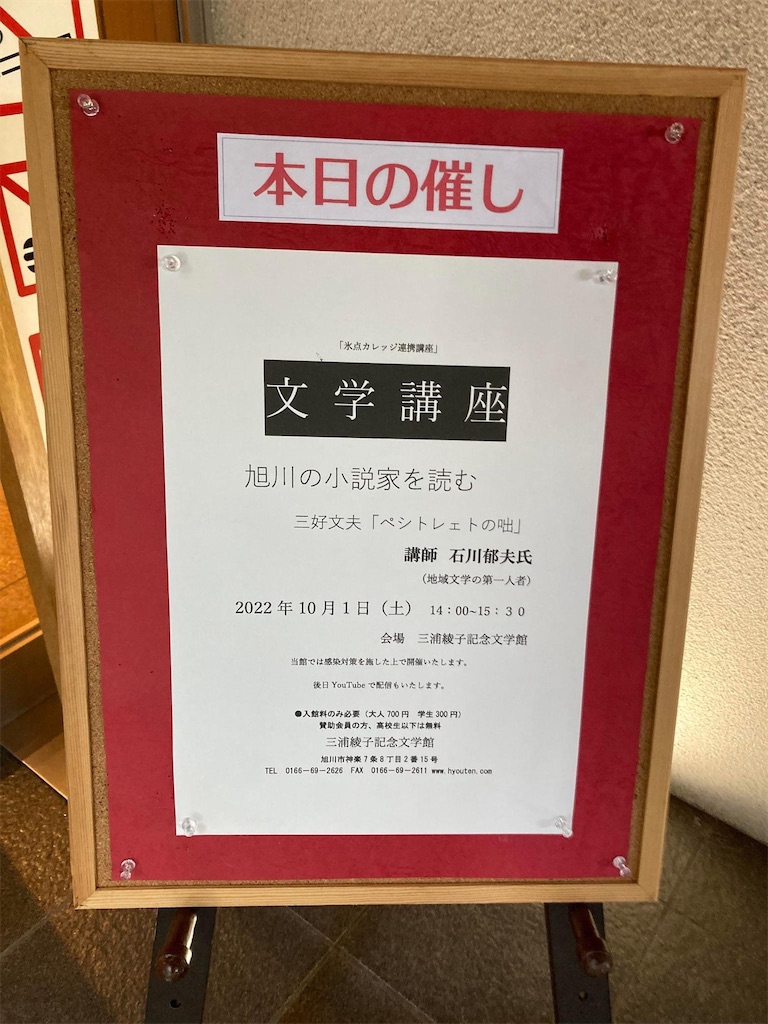 本日の催し
「氷点カレッジ連携講座」
文学講座
旭川の小説家を読む
三好文夫「ペシトレェトの咄」
講師 石川郁夫氏
（地域文学の第一人者）
2022年10月1日（土） 14：00~15：30
会場 三浦綾子記念文学館
当館では感染対策を施した上で開催いたします。
後日YouTubeで配信もいたします。
●入館料のみ必要（大人700円 学生300円）
賛助会員の方、高校生以下は無料
三浦綾子記念文学館
旭川市神楽7条8丁目2番15号
TEL 0166－69－2626 FAX 0166－69－2611 www.hyouten.com